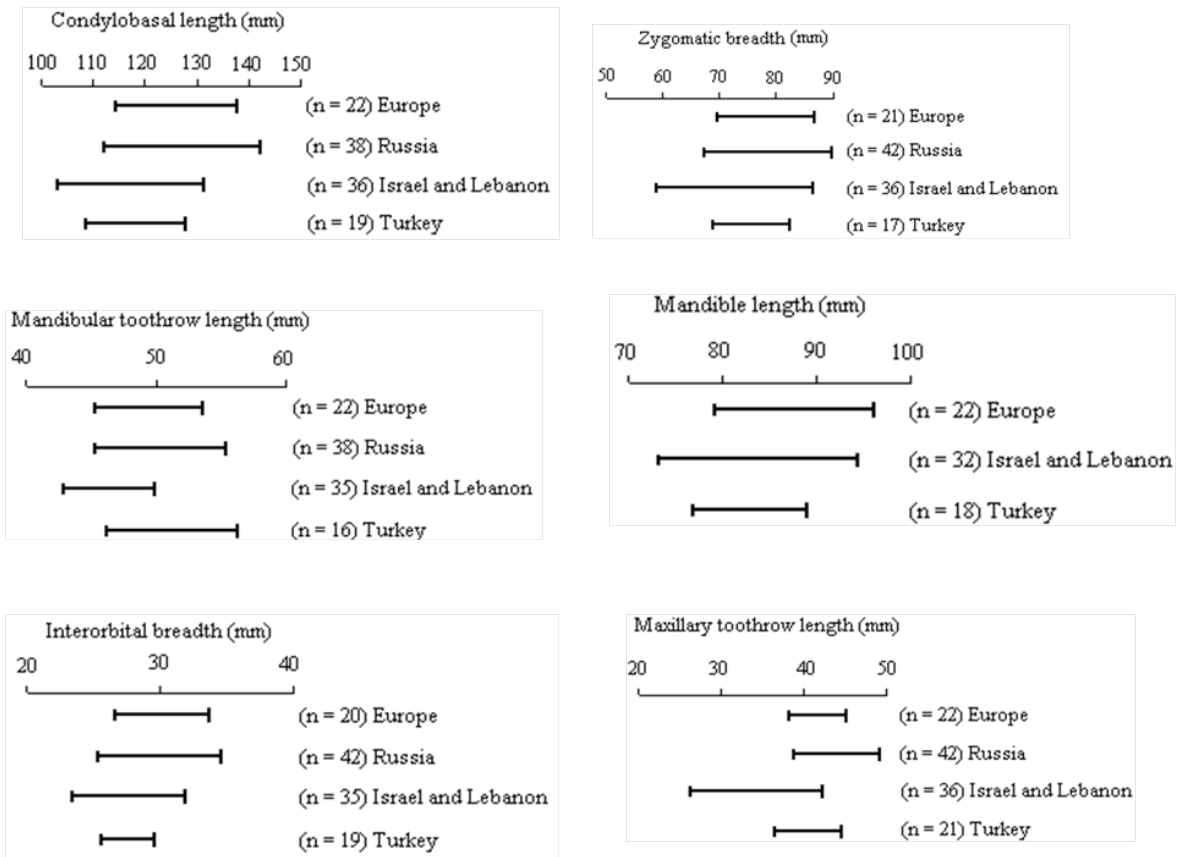 Condylobasal length (mm)
100 110 120 130 140 150
(n = 22) Europe
(n = 38) Russia
(n = 36) Israel and Lebanon
(n = 19) Turkey
Zygomatic breadth (mm)
50 60 70 80 90
(n = 21) Europe
(n = 42) Russia
(n = 36) Israel and Lebanon
(n = 17) Turkey
Mandibular toothrow length (mm)
40 50 60
(n = 22) Europe
(n = 38) Russia
(n = 35) Israel and Lebanon
(n = 16) Turkey
Mandible length (mm)
70 80 90 100
(n = 22) Europe
(n = 32) Israel and Lebanon
(n = 18) Turkey
Interorbital breadth (mm)
20 30 40
(n = 20) Europe
(n = 42) Russia
(n = 35) Israel and Lebanon
(n = 19) Turkey
Maxillary toothrow length (mm)
20 30 40 50
(n = 22) Europe
(n = 42) Russia
(n = 36) Israel and Lebanon
(n = 21) Turkey